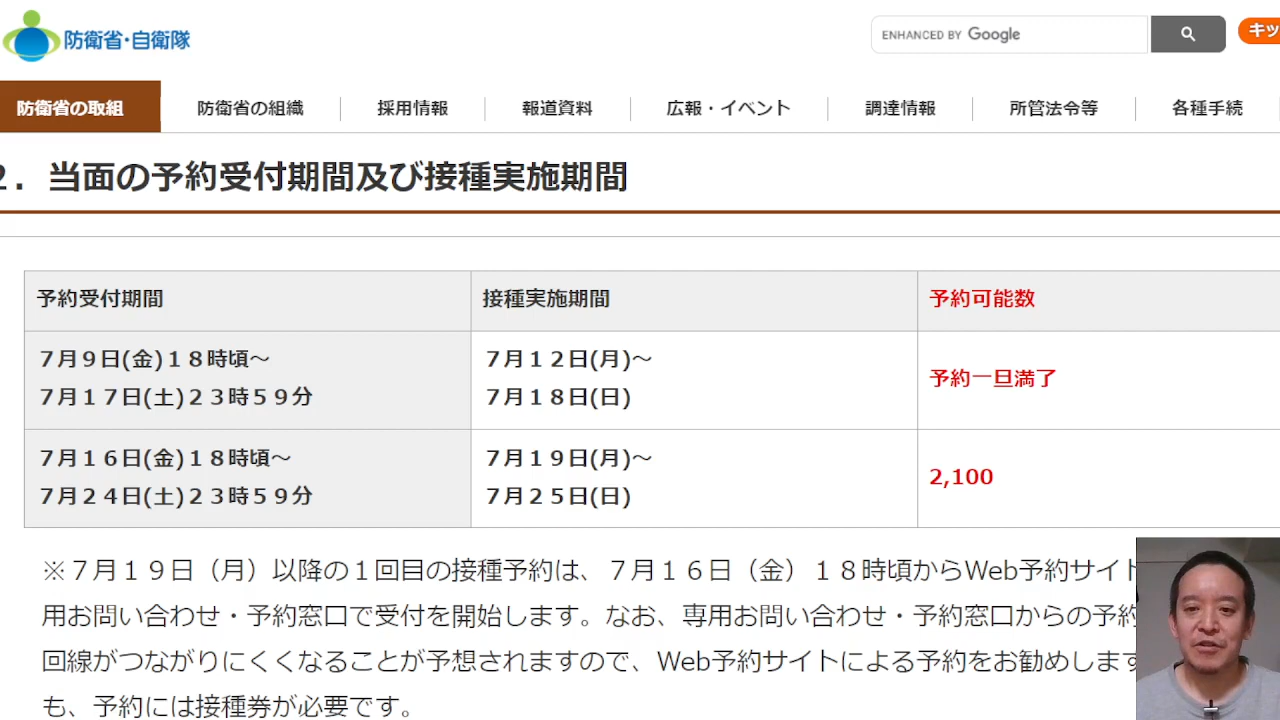 防衛省・自衛隊
ENHANCED BY Google
キッ
防衛省の取組
防衛省の組織
採用情報
報道資料
広報・イベント
調達情報
所管法令等
各種手続
2．当面の予約受付期間及び接種実施期間
予約受付期間
接種実施期間
予約可能数
７月９日(金)１８時頃～
７月１７日(土)２３時５９分
７月１２日(月)～
７月１８日(日)
予約一旦満了
７月１６日(金)１８時頃～
７月２４日(土)２３時５９分
７月１９日(月)～
７月２５日(日)
2,100
※７月１９日（月）以降の１回目の接種予約は、７月１６日（金）１８時頃からWeb予約サイト
用お問い合わせ・予約窓口で受付を開始します。なお、専用お問い合わせ・予約窓口からの予約
回線がつながりにくくなることが予想されますので、Web予約サイトによる予約をお勧めします
も、予約には接種券が必要です。